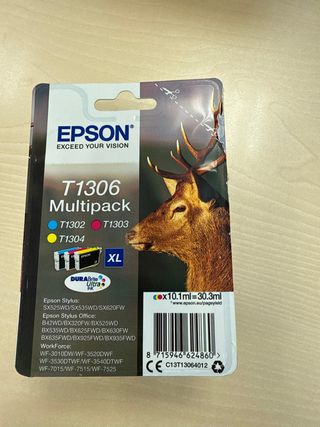 EPSON
EXCEED YOUR VISION
T1306
Multipack
T1302 T1303
T1304
DURABrite
Ultra
INK
XL
Epson Stylus:
SX525WD/SX535WD/SX620FW
Epson Stylus Office:
B42WD/BX320FW/BX525WD
BX535WD/BX625FWD/BX630FW
BX635FWD/BX925FWD/BX935FWD
WorkForce:
WF-3010DW/WF-3520DWF
WF-3530DTWF/WF-3540DTWF
WF-7015/WF-7515/WF-7525
x 10.1ml=30.3ml
www.epson.eu/pageyield
8 715946 624860 >
CE C13T13064012